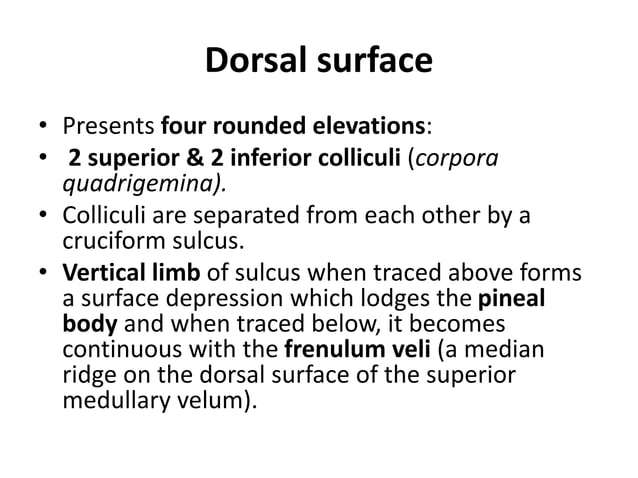 Dorsal surface
• Presents four rounded elevations:
• 2 superior & 2 inferior colliculi (corpora
quadrigemina).
• Colliculi are separated from each other by a
cruciform sulcus.
• Vertical limb of sulcus when traced above forms
a surface depression which lodges the pineal
body and when traced below, it becomes
continuous with the frenulum veli (a median
ridge on the dorsal surface of the superior
medullary velum).